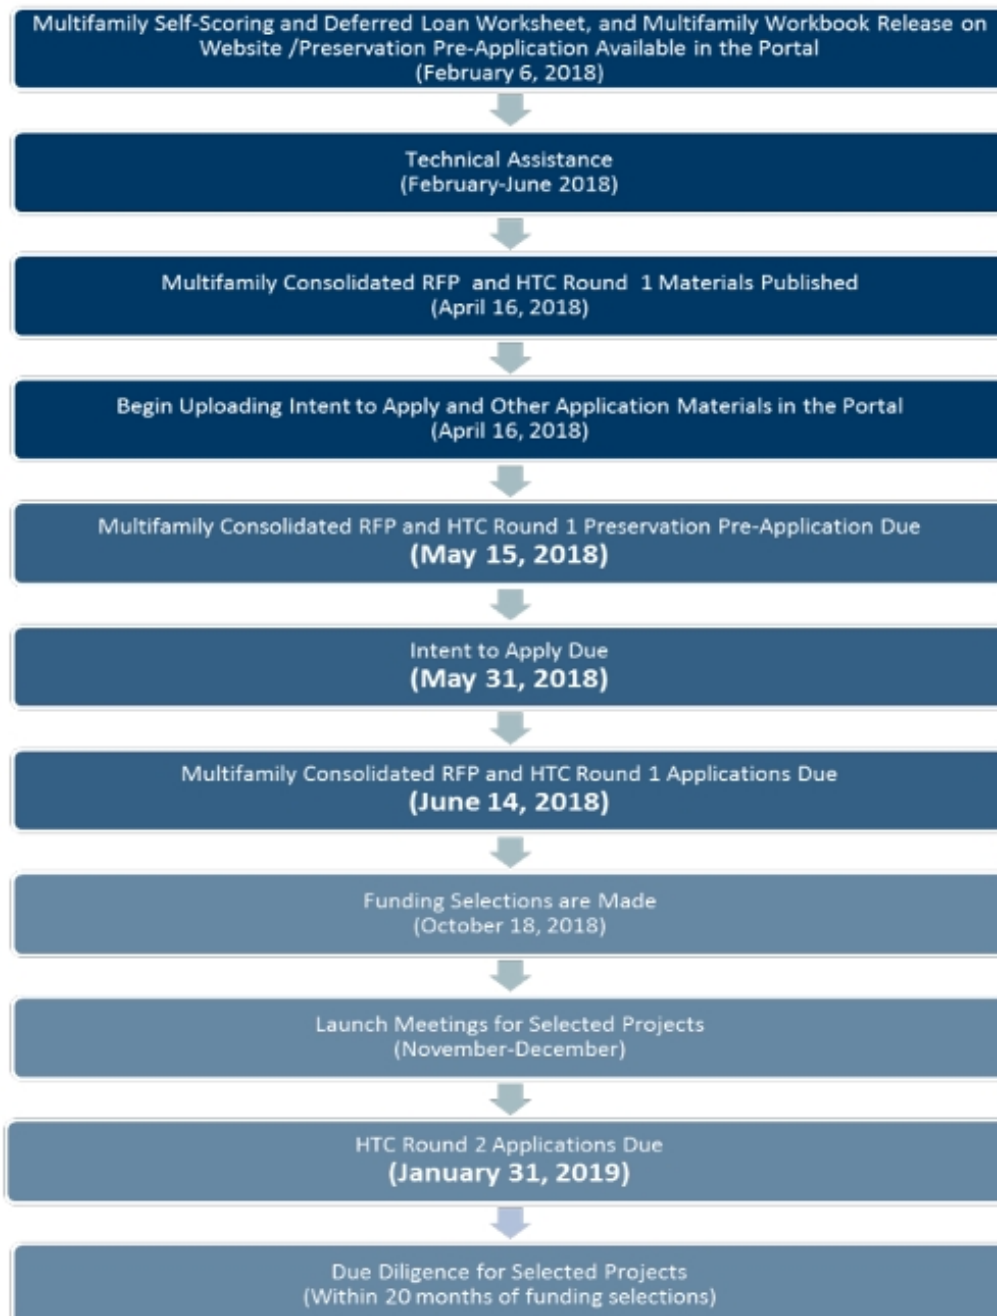 Multifamily Self-Scoring and Deferred Loan Worksheet, and Multifamily Workbook Release on
Website /Preservation Pre-Application Available in the Portal
(February 6, 2018)
Technical Assistance
(February-June 2018)
Multifamily Consolidated RFP and HTC Round 1 Materials Published
(April 16, 2018)
Begin Uploading Intent to Apply and Other Application Materials in the Portal
(April 16, 2018)
Multifamily Consolidated RFP and HTC Round 1 Preservation Pre-Application Due
(May 15, 2018)
Intent to Apply Due
(May 31, 2018)
Multifamily Consolidated RFP and HTC Round 1 Applications Due
(June 14, 2018)
Funding Selections are Made
(October 18, 2018)
Launch Meetings for Selected Projects
(November-December)
HTC Round 2 Applications Due
(January 31, 2019)
Due Diligence for Selected Projects
(Within 20 months of funding selections)